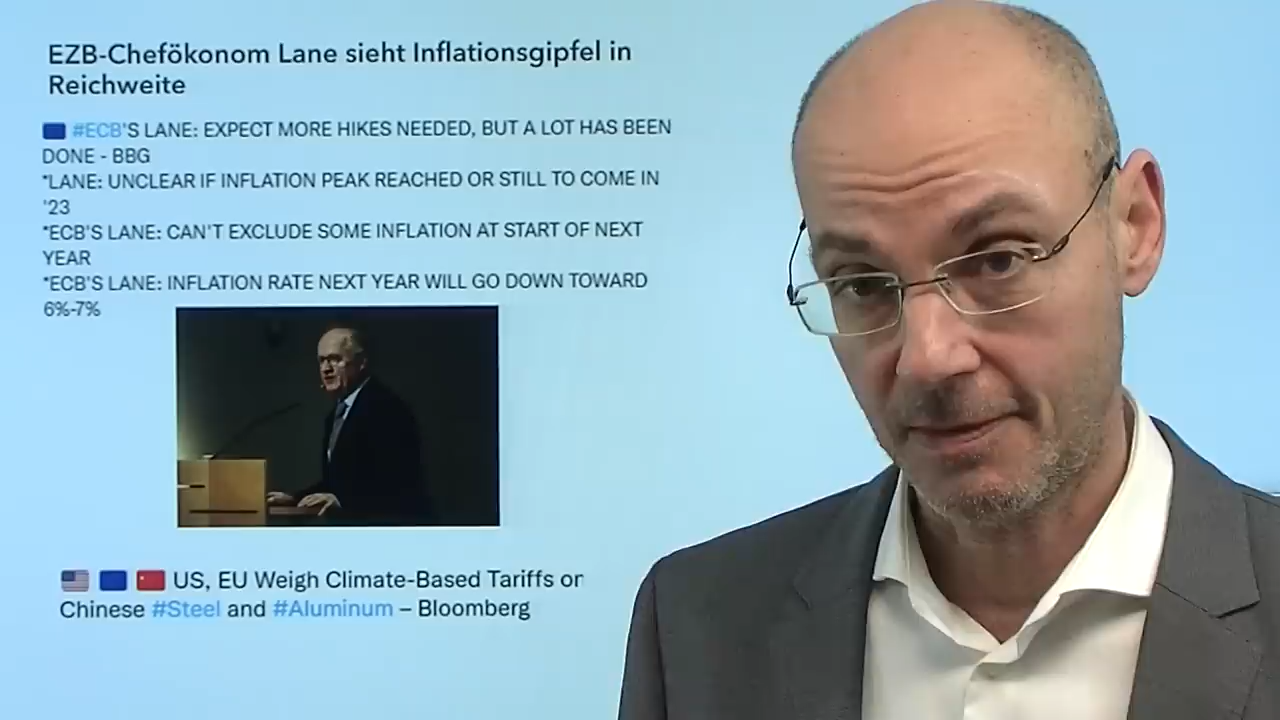 EZB-Chefökonom Lane sieht Inflationsgipfel in
Reichweite
#ECB'S LANE: EXPECT MORE HIKES NEEDED, BUT A LOT HAS BEEN
DONE - BBG
*LANE: UNCLEAR IF INFLATION PEAK REACHED OR STILL TO COME IN
'23
*ECB'S LANE: CAN'T EXCLUDE SOME INFLATION AT START OF NEXT
YEAR
*ECB'S LANE: INFLATION RATE NEXT YEAR WILL GO DOWN TOWARD
6%-7%
US, EU Weigh Climate-Based Tariffs on
Chinese #Steel and #Aluminum – Bloomberg